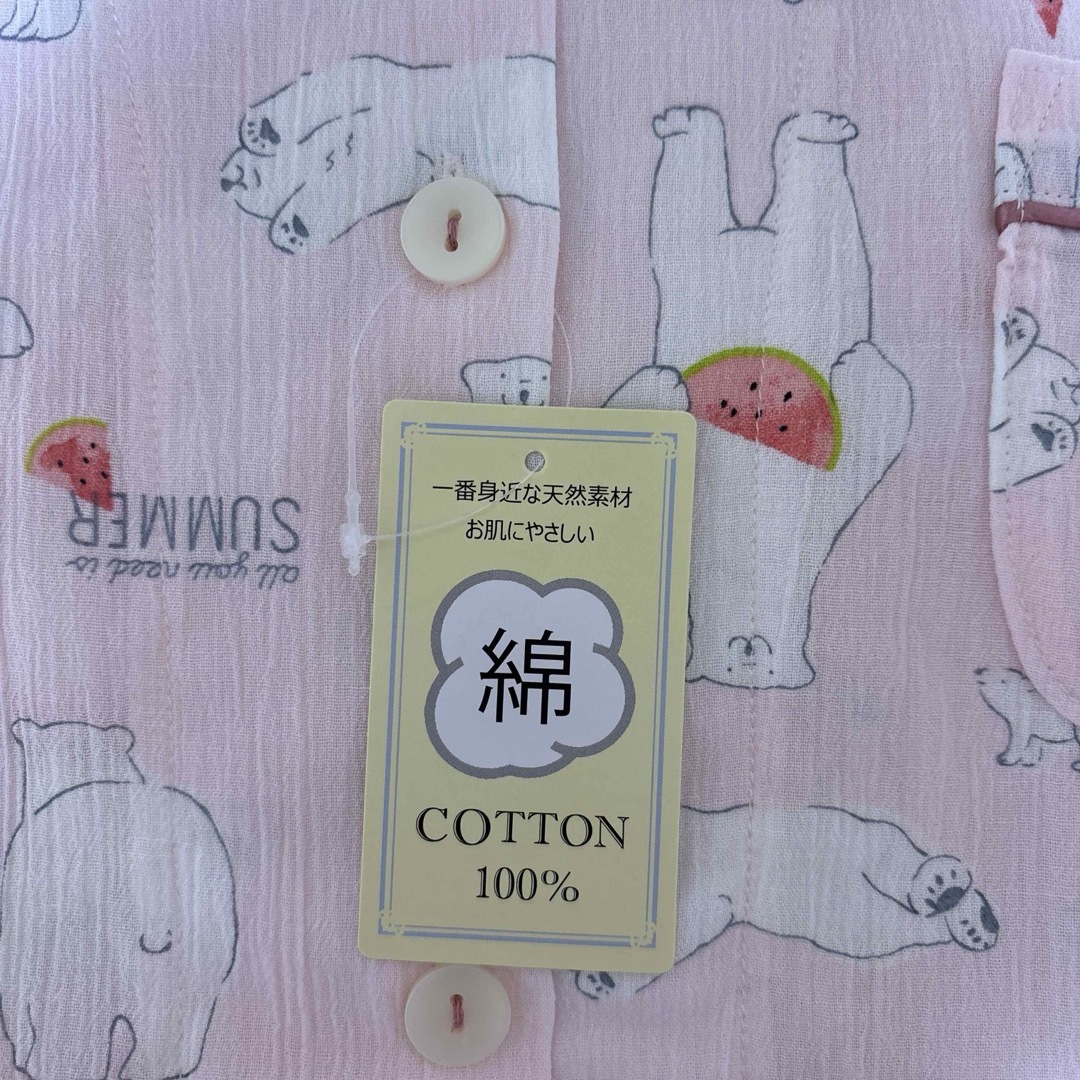 一番身近な天然素材
お肌にやさしい
綿
COTTON
100%
all you need is
SUMMER